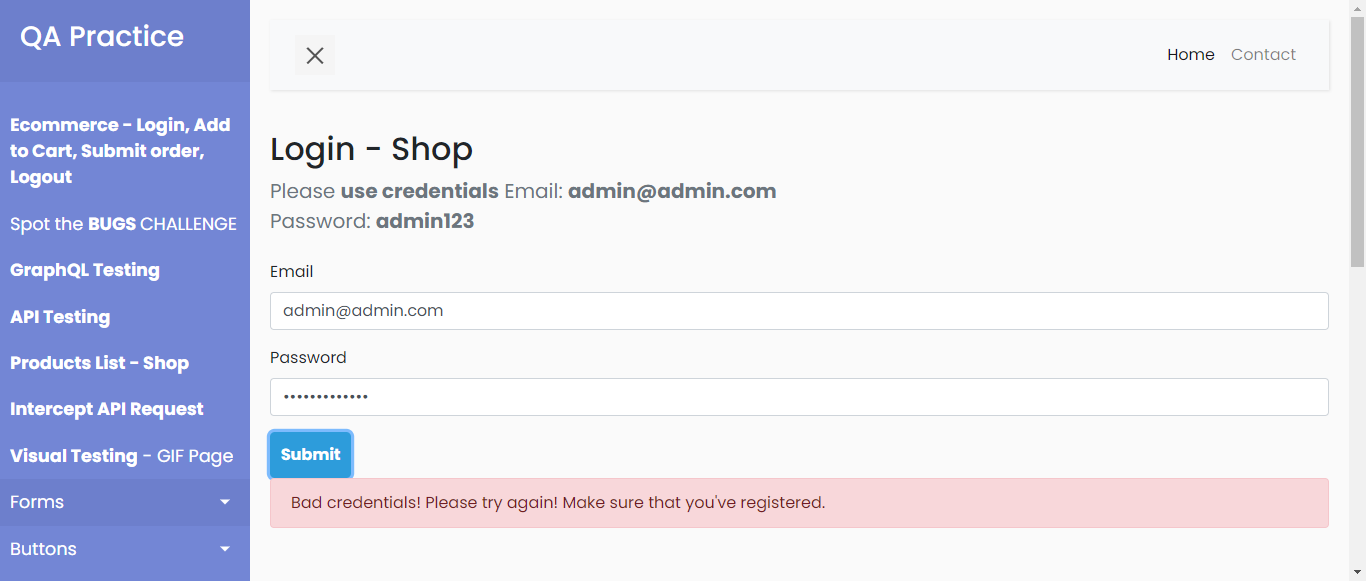 QA Practice
Ecommerce - Login, Add
to Cart, Submit order,
Logout
Spot the BUGS CHALLENGE
GraphQL Testing
API Testing
Products List - Shop
Intercept API Request
Visual Testing - GIF Page
Forms
Buttons
Home Contact
Login - Shop
Please use credentials Email: admin@admin.com
Password: admin123
Email
admin@admin.com
Password
•••••••••••••
Submit
Bad credentials! Please try again! Make sure that you've registered.